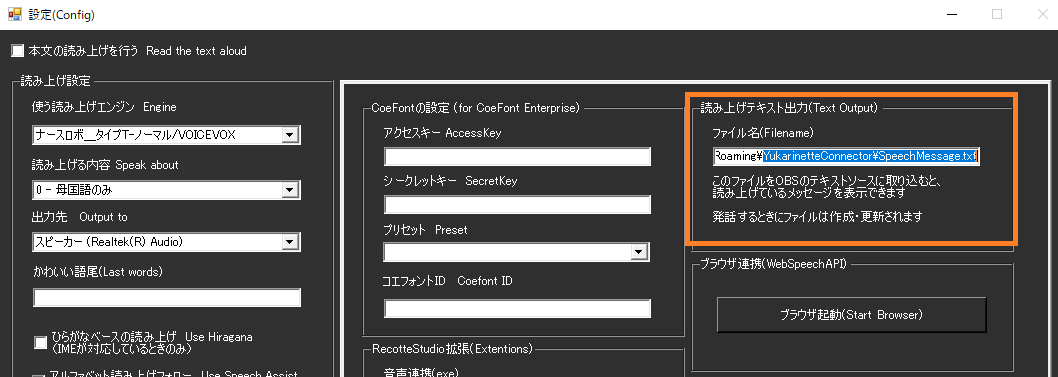 設定(Config)
本文の読み上げを行う Read the text aloud
読み上げ設定
使う読み上げエンジン Engine
ナースロボ__タイプT-ノーマル/VOICEVOX
読み上げる内容 Speak about
0 - 母国語のみ
出力先 Output to
スピーカー (Realtek(R) Audio)
かわいい語尾(Last words)
ひらがなベースの読み上げ Use Hiragana
(IMEが対応しているときのみ)
アルファベット読み上げフォロー Use Speech Assist
CoeFontの設定 (for CoeFont Enterprise)
アクセスキー AccessKey
シークレットキー SecretKey
プリセット Preset
コエフォントID Coefont ID
RecotteStudio拡張(Extentions)
音声連携(exe)
読み上げテキスト出力(Text Output)
ファイル名(Filename)
Roaming¥YukarinetteConnector¥SpeechMessage.txt
このファイルをOBSのテキストソースに取り込むと、
読み上げているメッセージを表示できます
発話するときにファイルは作成・更新されます
ブラウザ連携(WebSpeechAPI)
ブラウザ起動(Start Browser)